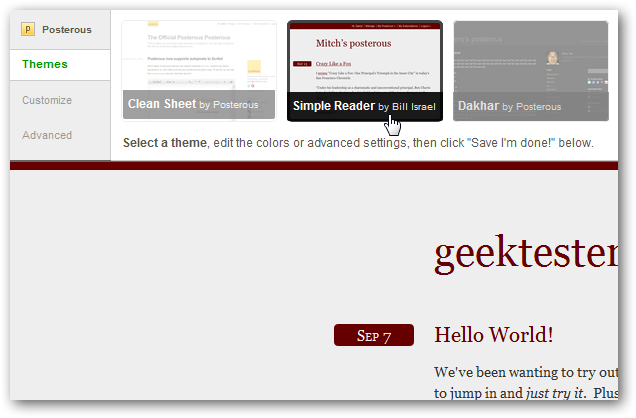 Posterous
Themes
Customize
Advanced
The Official Posterous Posterous
Clean Sheet by Posterous
Mitch's posterous
Crazy Like a Fox
Simple Reader by Bill Israel
Dakhar by Posterous
Select a theme, edit the colors or advanced settings, then click "Save I'm done!" below.
geektester
Sep 7
Hello World!
We've been wanting to try out
to jump in and just try it. Plus